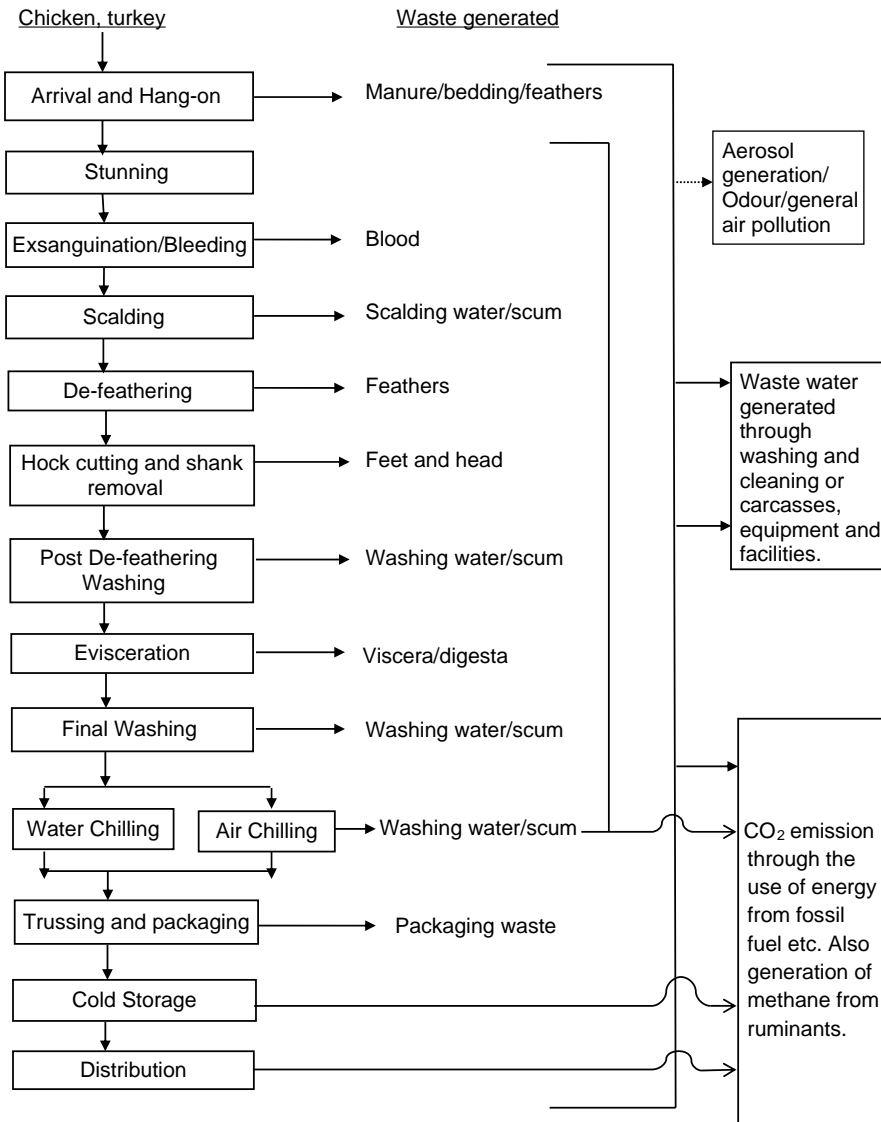 Chicken, turkey
Waste generated
Arrival and Hang-on
Manure/bedding/feathers
Stunning
Aerosol
generation/
Odour/general
air pollution
Exsanguination/Bleeding
Blood
Scalding
Scalding water/scum
De-feathering
Feathers
Waste water
generated
through
washing and
cleaning or
carcasses,
equipment and
facilities.
Hock cutting and shank
removal
Feet and head
Post De-feathering
Washing
Washing water/scum
Evisceration
Viscera/digesta
Final Washing
Washing water/scum
Water Chilling
Air Chilling
Washing water/scum
CO₂ emission
through the
use of energy
from fossil
fuel etc. Also
generation of
methane from
ruminants.
Trussing and packaging
Packaging waste
Cold Storage
Distribution